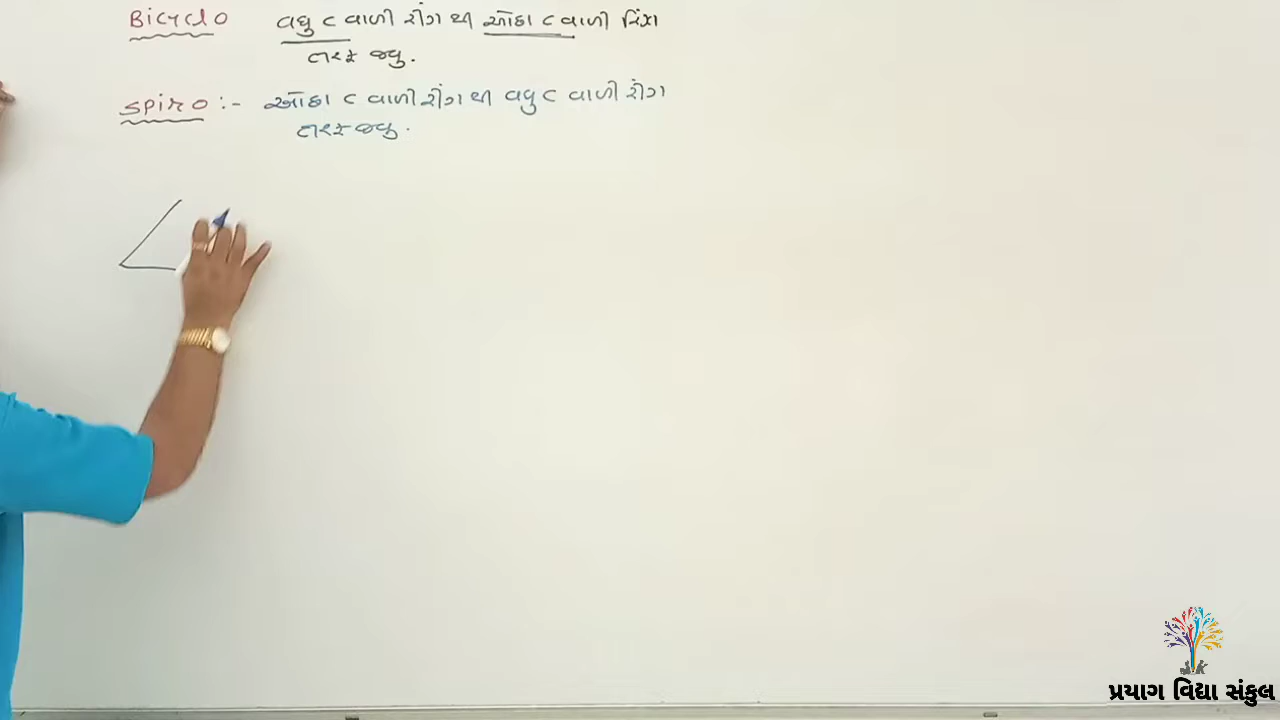 Bicyclo વધુ C વાળી રીંગ થી ઓછા C વાળી રિંગ
તરફ જવુ.
Spiro :- ઓછા C વાળી રીંગ થી વધુ C વાળી રીંગ
તરફ જવુ.
પ્રયાગ વિદ્યા સંકુલ